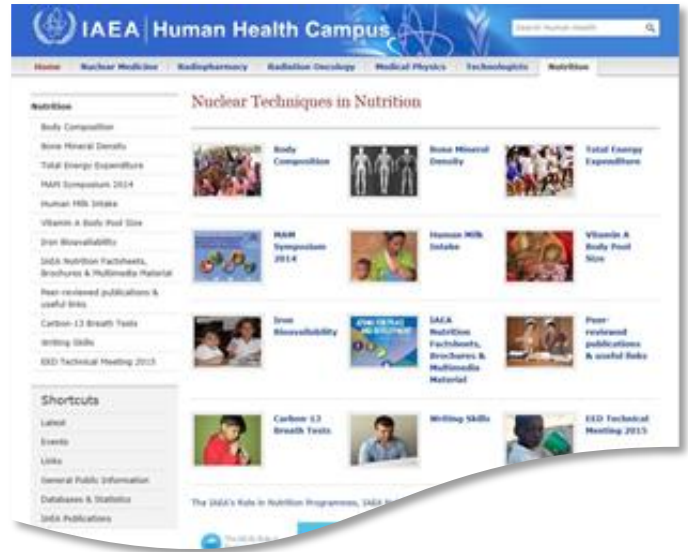 IAEA Human Health Campus
Search Human Health
Home Nuclear Medicine Radiopharmacy Radiation Oncology Medical Physics Technologists Nutrition
Nutrition
Body Composition
Bone Mineral Density
Total Energy Expenditure
MAM Symposium 2014
Human Milk Intake
Vitamin A Body Pool Size
Iron Bioavailability
IAEA Nutrition Factsheets,
Brochures & Multimedia Material
Peer-reviewed publications &
useful links
Carbon-13 Breath Tests
Writing Skills
EED Technical Meeting 2015
Shortcuts
Latest
Events
Links
General Public Information
Databases & Statistics
IAEA Publications
Nuclear Techniques in Nutrition
Body
Composition
Bone Mineral
Density
Total Energy
Expenditure
MAM
Symposium
2014
Human Milk
Intake
Vitamin A
Body Pool
Size
Iron
Bioavailability
IAEA
Nutrition
Factsheets,
Brochures &
Multimedia
Material
Peer-
reviewed
publications
& useful links
Carbon 13
Breath Tests
Writing Skills
EED Technical
Meeting 2015
The IAEA's Role in Nutrition Programmes, IAEA